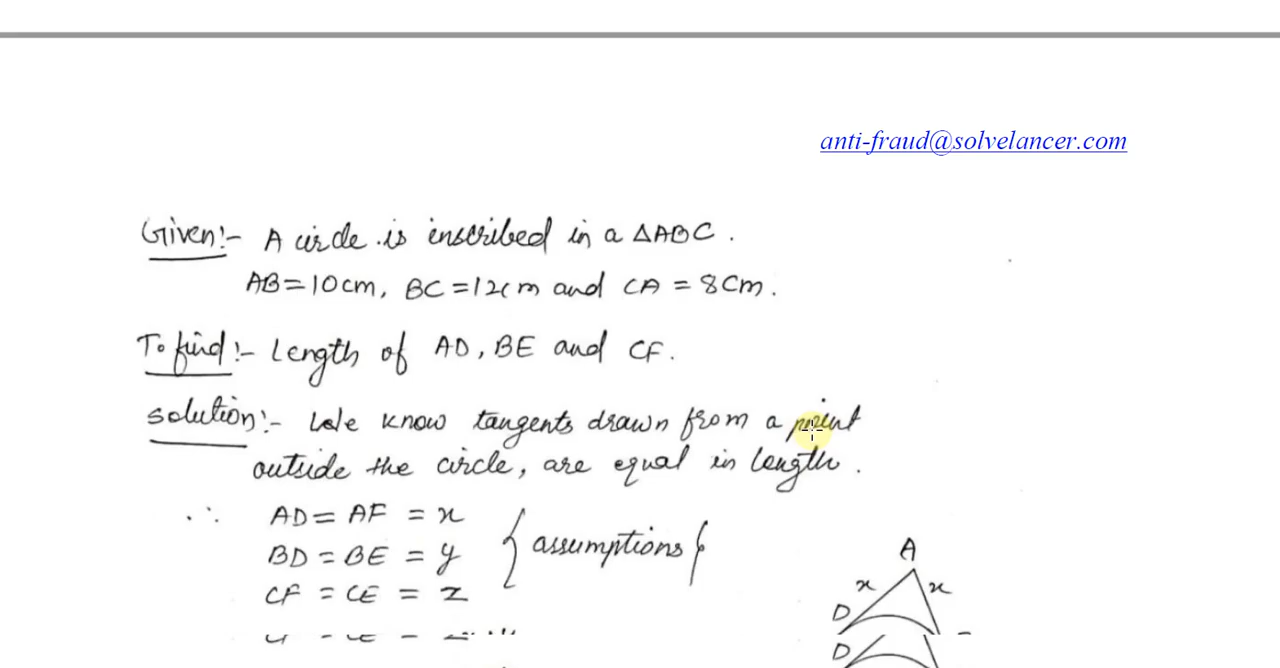 anti-fraud@solvelancer.com
Given:- A circle is inscribed in a ΔABC.
AB=10cm, BC=12cm and CA = 8cm.
To find:- Length of AD, BE and CF.
Solution:- We know tangents drawn from a point
outside the circle, are equal in length.
∴ AD = AF = x
BD = BE = y } assumptions }
CF = CE = z
A
x x
D
D